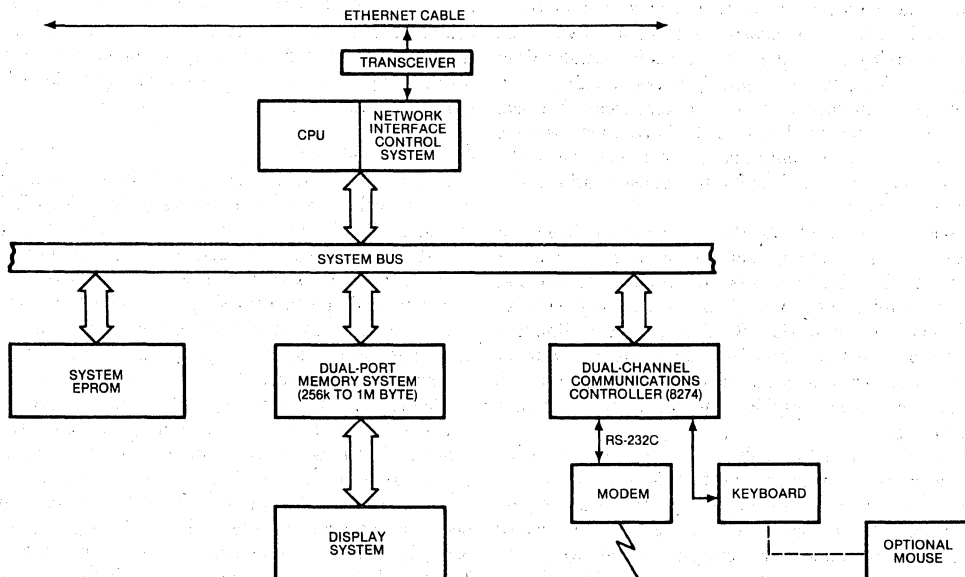 ETHERNET CABLE
TRANSCEIVER
CPU
NETWORK
INTERFACE
CONTROL
SYSTEM
SYSTEM BUS
SYSTEM
EPROM
DUAL-PORT
MEMORY SYSTEM
(256k TO 1M BYTE)
DUAL-CHANNEL
COMMUNICATIONS
CONTROLLER (8274)
RS-232C
MODEM
KEYBOARD
DISPLAY
SYSTEM
OPTIONAL
MOUSE